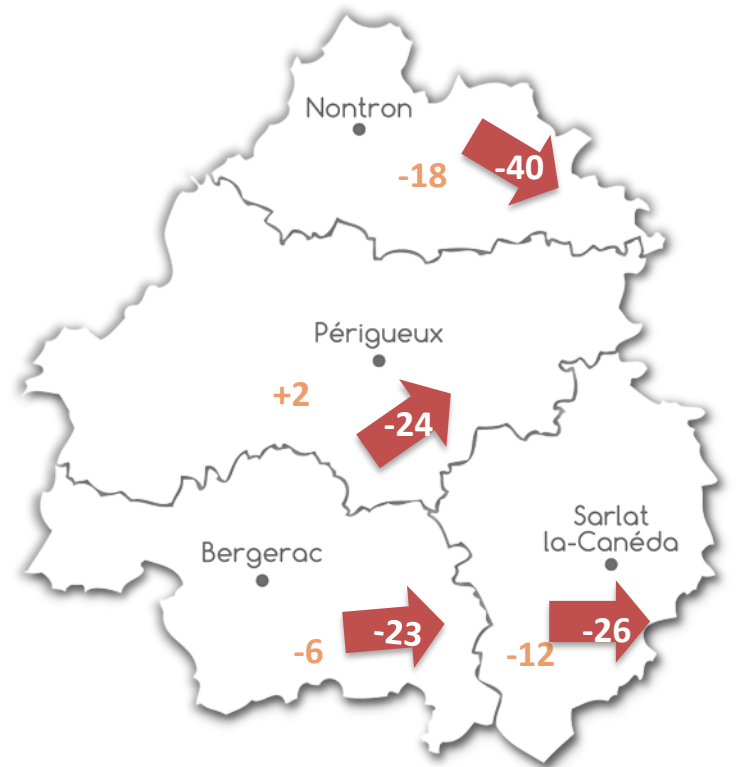 Nontron
-18
-40
Périgueux
+2
-24
Sarlat
la-Canéda
Bergerac
-6
-23
-12
-26